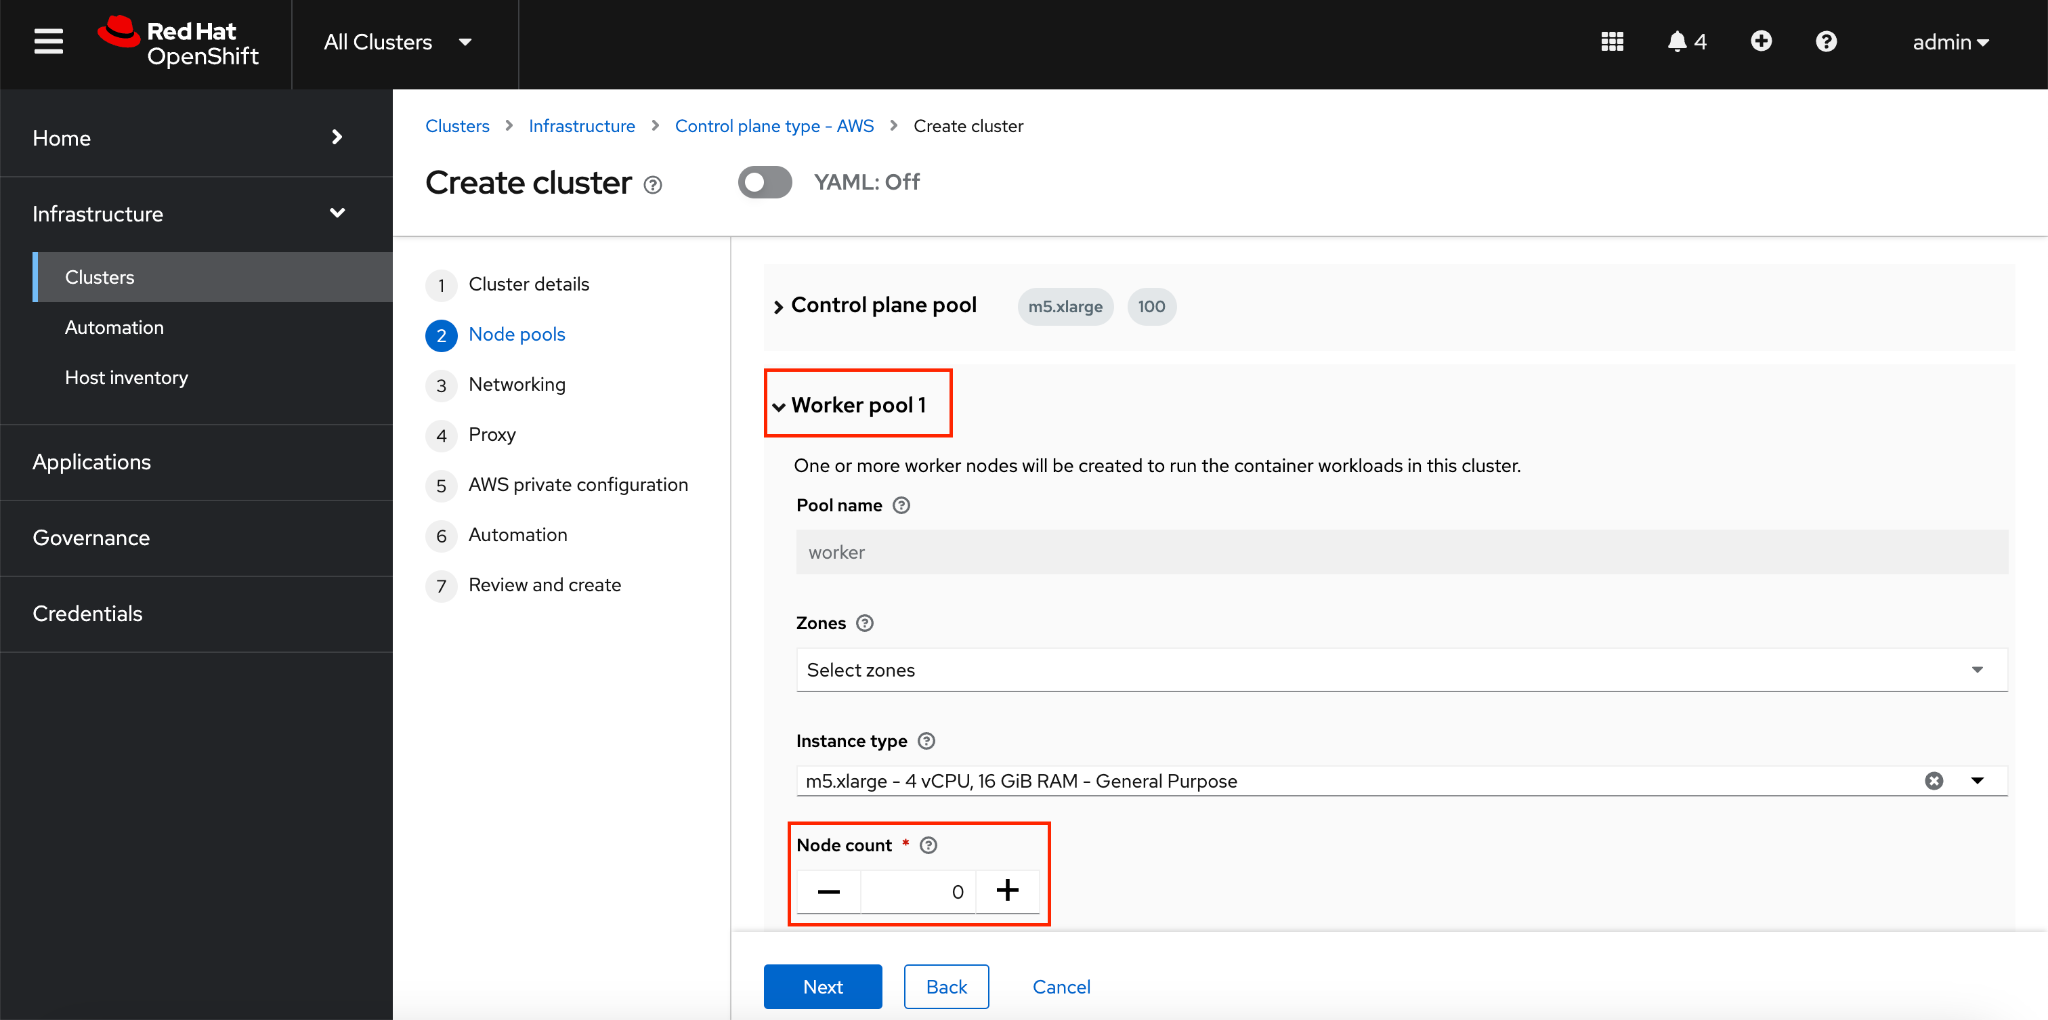 Red Hat
OpenShift
All Clusters
4
admin
Home
Infrastructure
Clusters
Automation
Host inventory
Applications
Governance
Credentials
Clusters > Infrastructure > Control plane type - AWS > Create cluster
Create cluster
YAML: Off
1 Cluster details
2 Node pools
3 Networking
4 Proxy
5 AWS private configuration
6 Automation
7 Review and create
Control plane pool m5.xlarge 100
Worker pool 1
One or more worker nodes will be created to run the container workloads in this cluster.
Pool name
worker
Zones
Select zones
Instance type
m5.xlarge - 4 vCPU, 16 GiB RAM - General Purpose
Node count *
0
Next Back Cancel